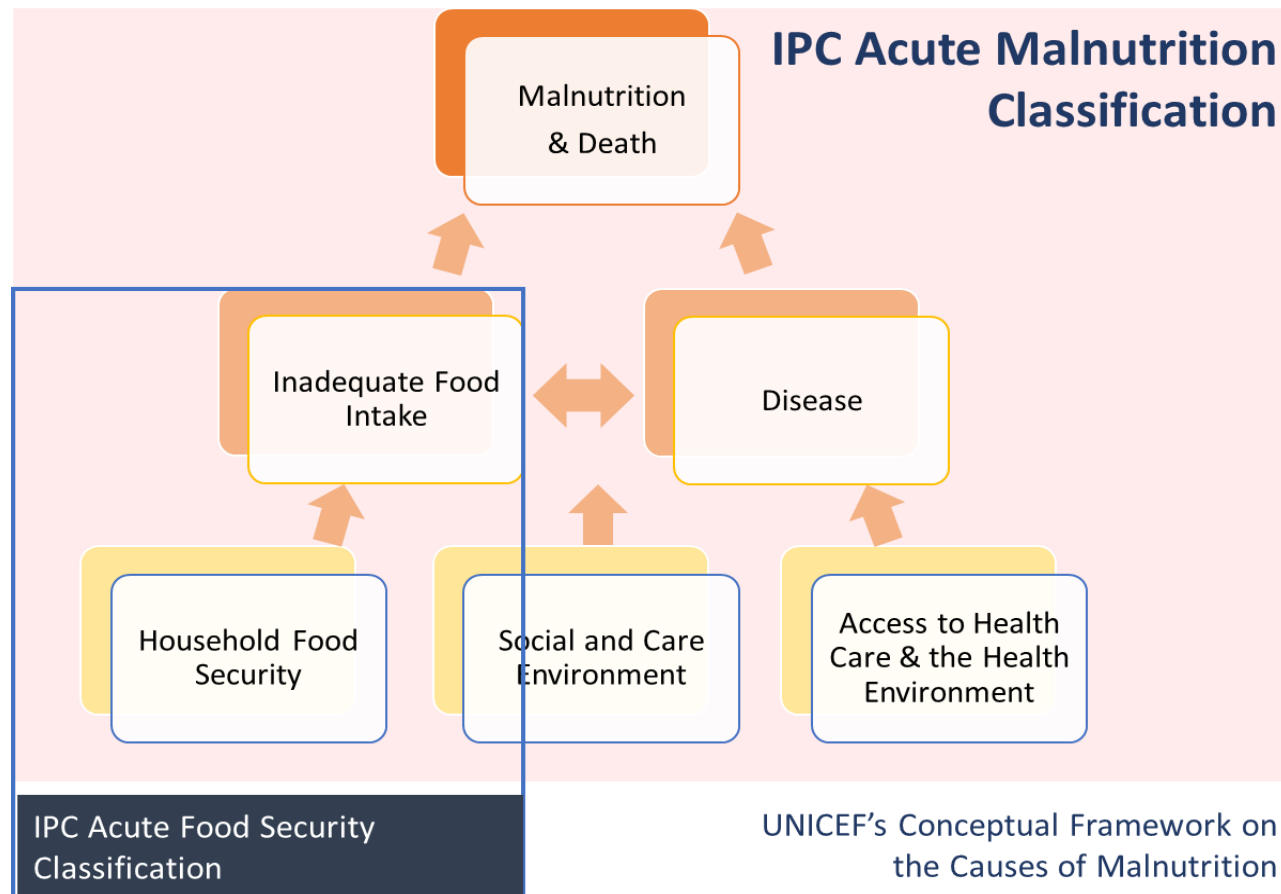 IPC Acute Malnutrition
Classification
Malnutrition
& Death
Inadequate Food
Intake
Disease
Household Food
Security
Social and Care
Environment
Access to Health
Care & the Health
Environment
IPC Acute Food Security
Classification
UNICEF’s Conceptual Framework on
the Causes of Malnutrition